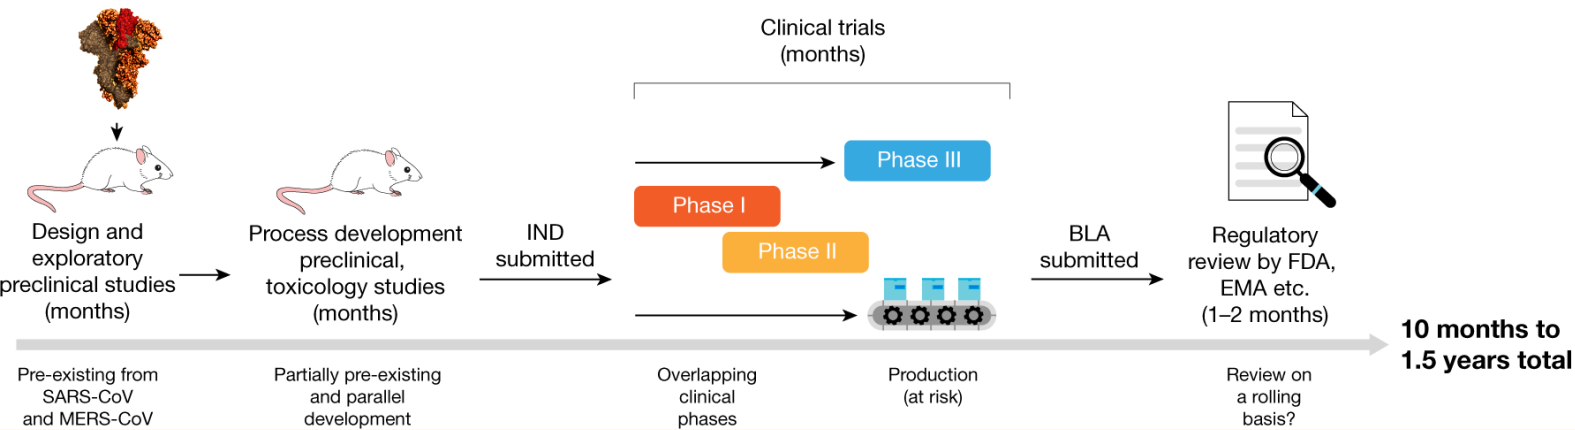 Clinical trials
(months)
Phase III
Phase I
Phase II
Design and
exploratory
preclinical studies
(months)
Process development
preclinical,
toxicology studies
(months)
IND
submitted
BLA
submitted
Regulatory
review by FDA,
EMA etc.
(1–2 months)
10 months to
1.5 years total
Pre-existing from
SARS-CoV
and MERS-CoV
Partially pre-existing
and parallel
development
Overlapping
clinical
phases
Production
(at risk)
Review on
a rolling
basis?